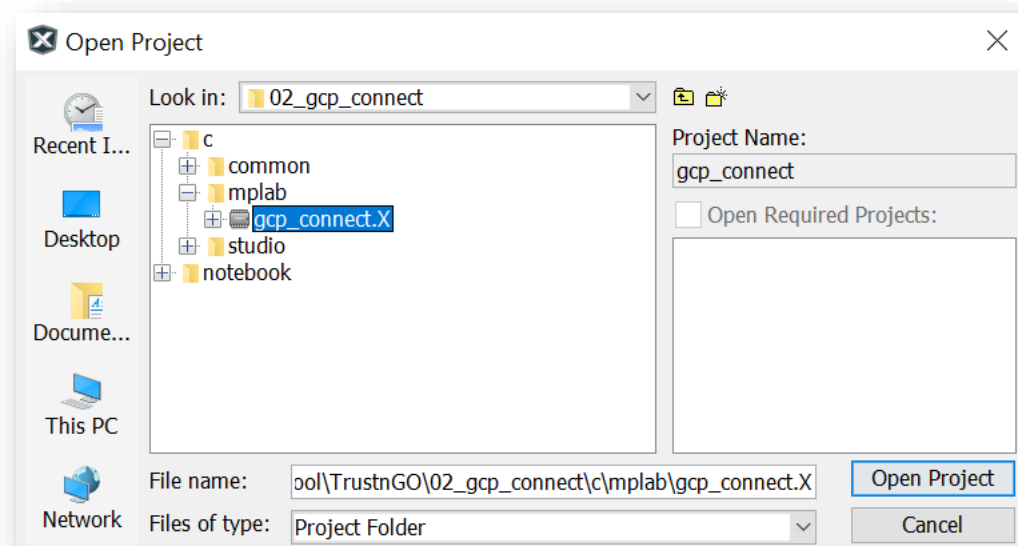 Open Project
Look in: 02_gcp_connect
Recent I...
Desktop
Docume...
This PC
Network
c
common
mplab
gcp_connect.X
studio
notebook
Project Name:
gcp_connect
Open Required Projects:
File name: ool\TrustnGO\02_gcp_connect\c\mplab\gcp_connect.X
Open Project
Files of type: Project Folder
Cancel